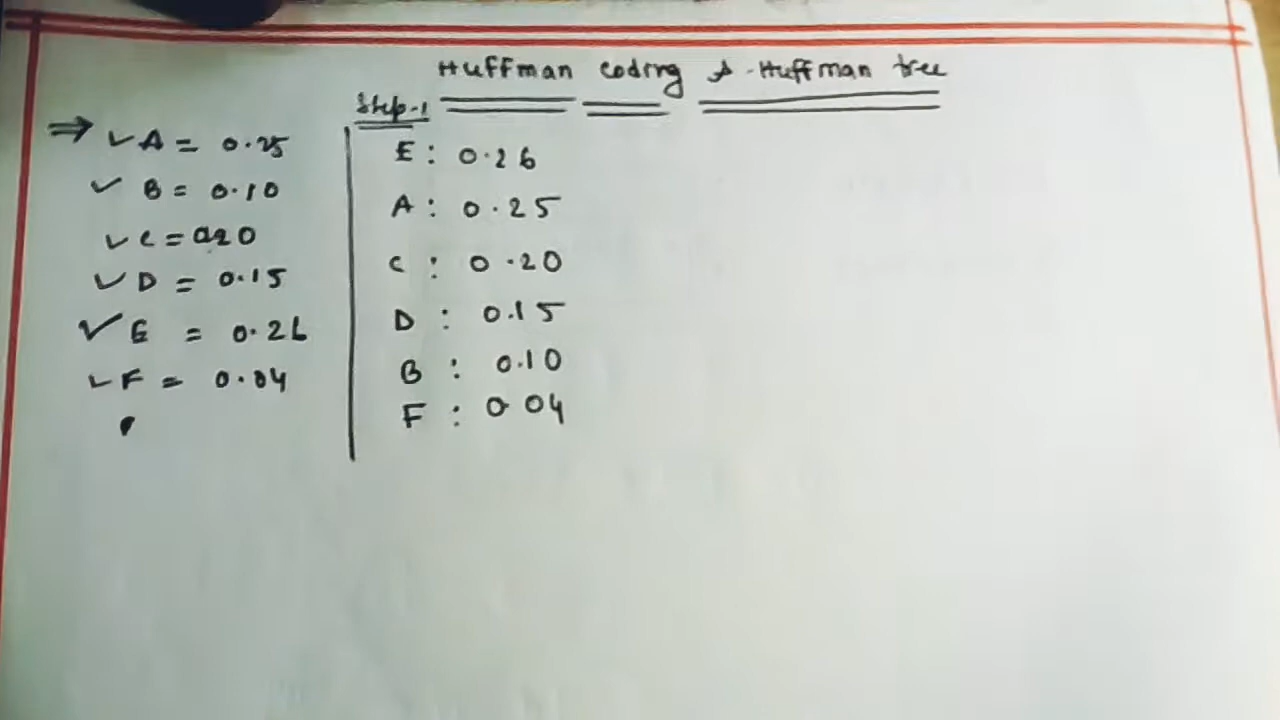 Huffman coding & Huffman tree
Step-1
⇒ ✓ A = 0.25
✓ B = 0.10
✓ C = 0.20
✓ D = 0.15
✓ E = 0.26
✓ F = 0.04
E : 0.26
A : 0.25
C : 0.20
D : 0.15
B : 0.10
F : 0.04